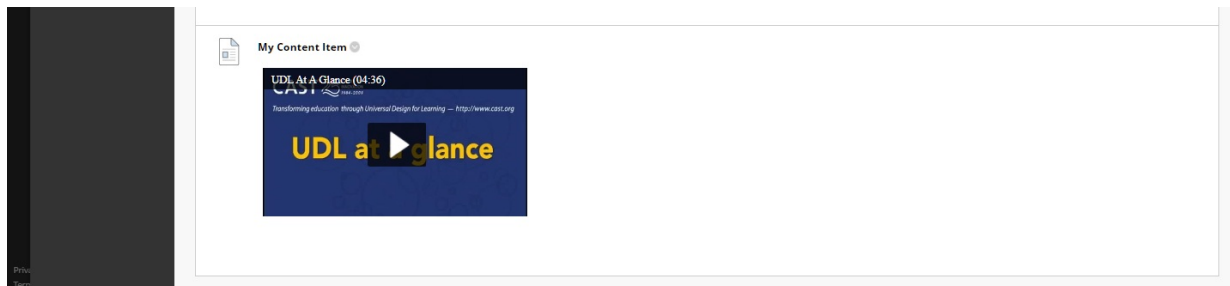 My Content Item
UDL At A Glance (04:36)
CAST
Transforming education through Universal Design for Learning — http://www.cast.org
UDL at a glance